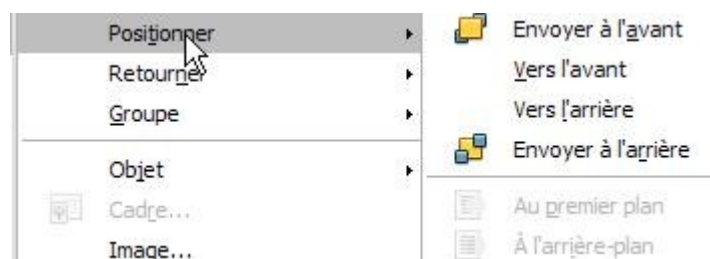 Positionner
Retourner
Groupe
Objet
Cadre...
Image...
Envoyer à l'avant
Vers l'avant
Vers l'arrière
Envoyer à l'arrière
Au premier plan
À l'arrière-plan